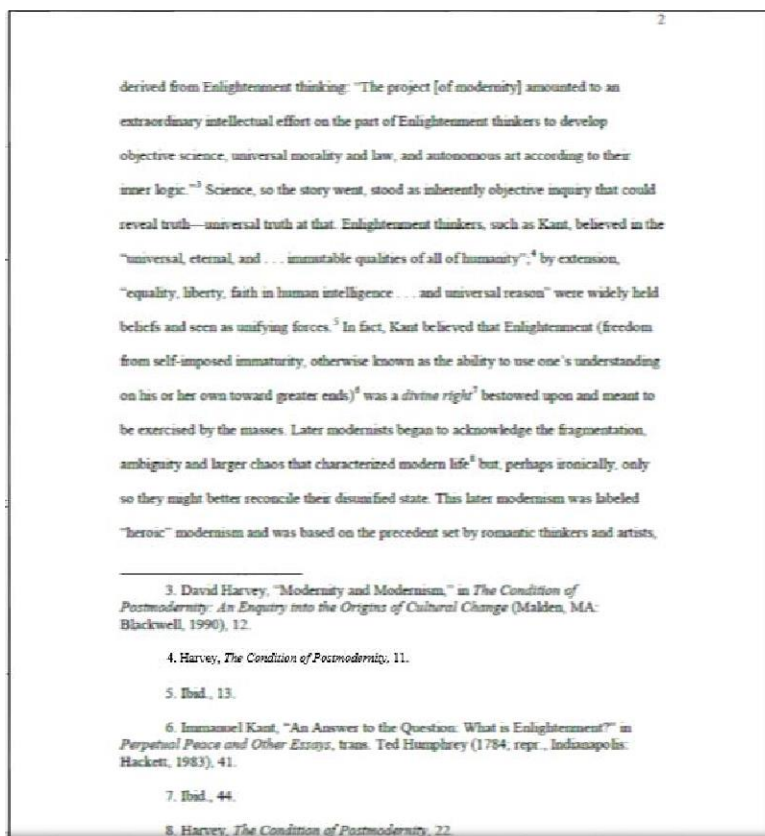 2
derived from Enlightenment thinking: "The project [of modernity] amounted to an
extraordinary intellectual effort on the part of Enlightenment thinkers to develop
objective science, universal morality and law, and autonomous art according to their
inner logic."3 Science, so the story went, stood as inherently objective inquiry that could
reveal truth—universal truth at that. Enlightenment thinkers, such as Kant, believed in the
"universal, eternal, and . . . immutable qualities of all of humanity";4 by extension,
"equality, liberty, faith in human intelligence . . . and universal reason" were widely held
beliefs and seen as unifying forces.5 In fact, Kant believed that Enlightenment (freedom
from self-imposed immaturity, otherwise known as the ability to use one's understanding
on his or her own toward greater ends)6 was a divine right7 bestowed upon and meant to
be exercised by the masses. Later modernists began to acknowledge the fragmentation,
ambiguity and larger chaos that characterized modern life8 but, perhaps ironically, only
so they might better reconcile their disunified state. This later modernism was labeled
"heroic" modernism and was based on the precedent set by romantic thinkers and artists,
3. David Harvey, "Modernity and Modernism," in The Condition of
Postmodernity: An Enquiry into the Origins of Cultural Change (Malden, MA:
Blackwell, 1990), 12.
4. Harvey, The Condition of Postmodernity, 11.
5. Ibid., 13.
6. Immanuel Kant, "An Answer to the Question: What is Enlightenment?" in
Perpetual Peace and Other Essays, trans. Ted Humphrey (1784; repr., Indianapolis:
Hackett, 1983), 41.
7. Ibid., 44.
8. Harvey, The Condition of Postmodernity, 22.